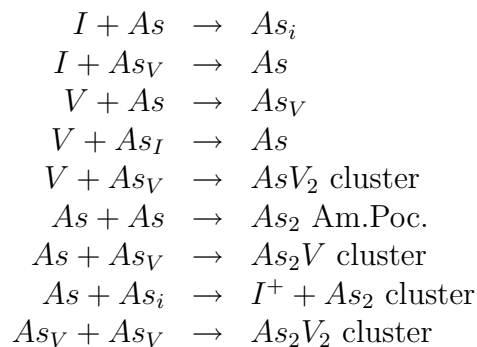 I + As → As_i
I + As_V → As
V + As → As_V
V + As_I → As
V + As_V → AsV_2 cluster
As + As → As_2 Am.Poc.
As + As_V → As_2V cluster
As + As_i → I^+ + As_2 cluster
As_V + As_V → As_2V_2 cluster